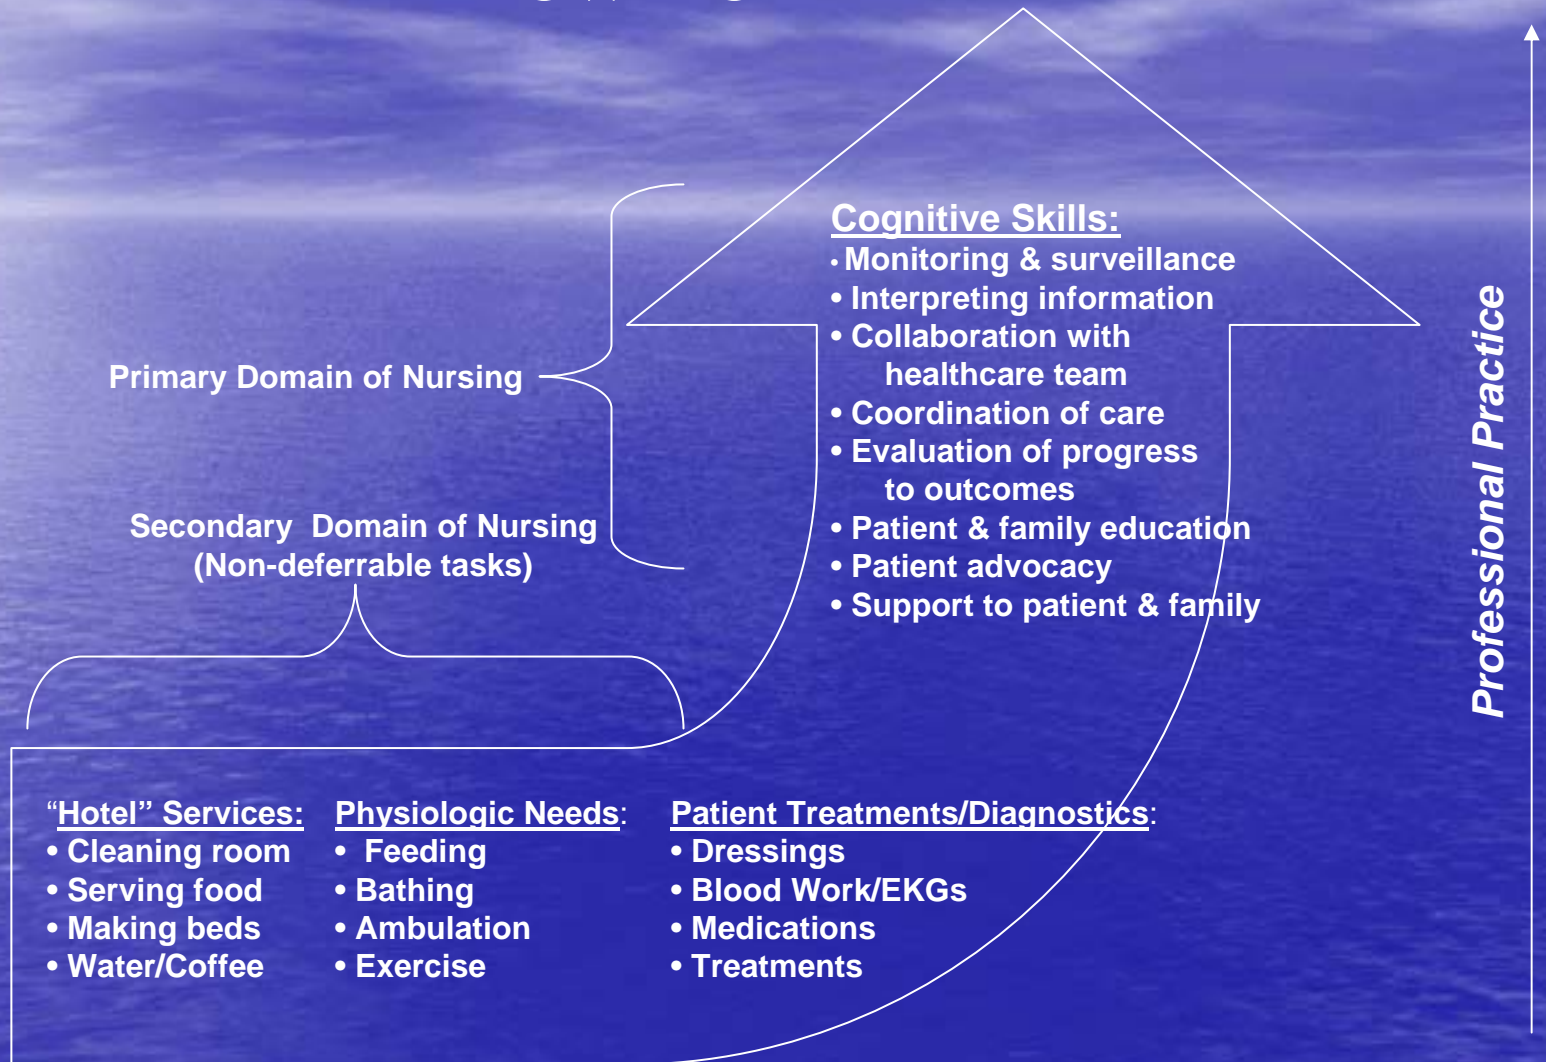 Cognitive Skills:
• Monitoring & surveillance
• Interpreting information
• Collaboration with
healthcare team
• Coordination of care
• Evaluation of progress
to outcomes
• Patient & family education
• Patient advocacy
• Support to patient & family
Primary Domain of Nursing
Secondary Domain of Nursing
(Non-deferrable tasks)
Professional Practice
“Hotel” Services:
• Cleaning room
• Serving food
• Making beds
• Water/Coffee
Physiologic Needs:
• Feeding
• Bathing
• Ambulation
• Exercise
Patient Treatments/Diagnostics:
• Dressings
• Blood Work/EKGs
• Medications
• Treatments